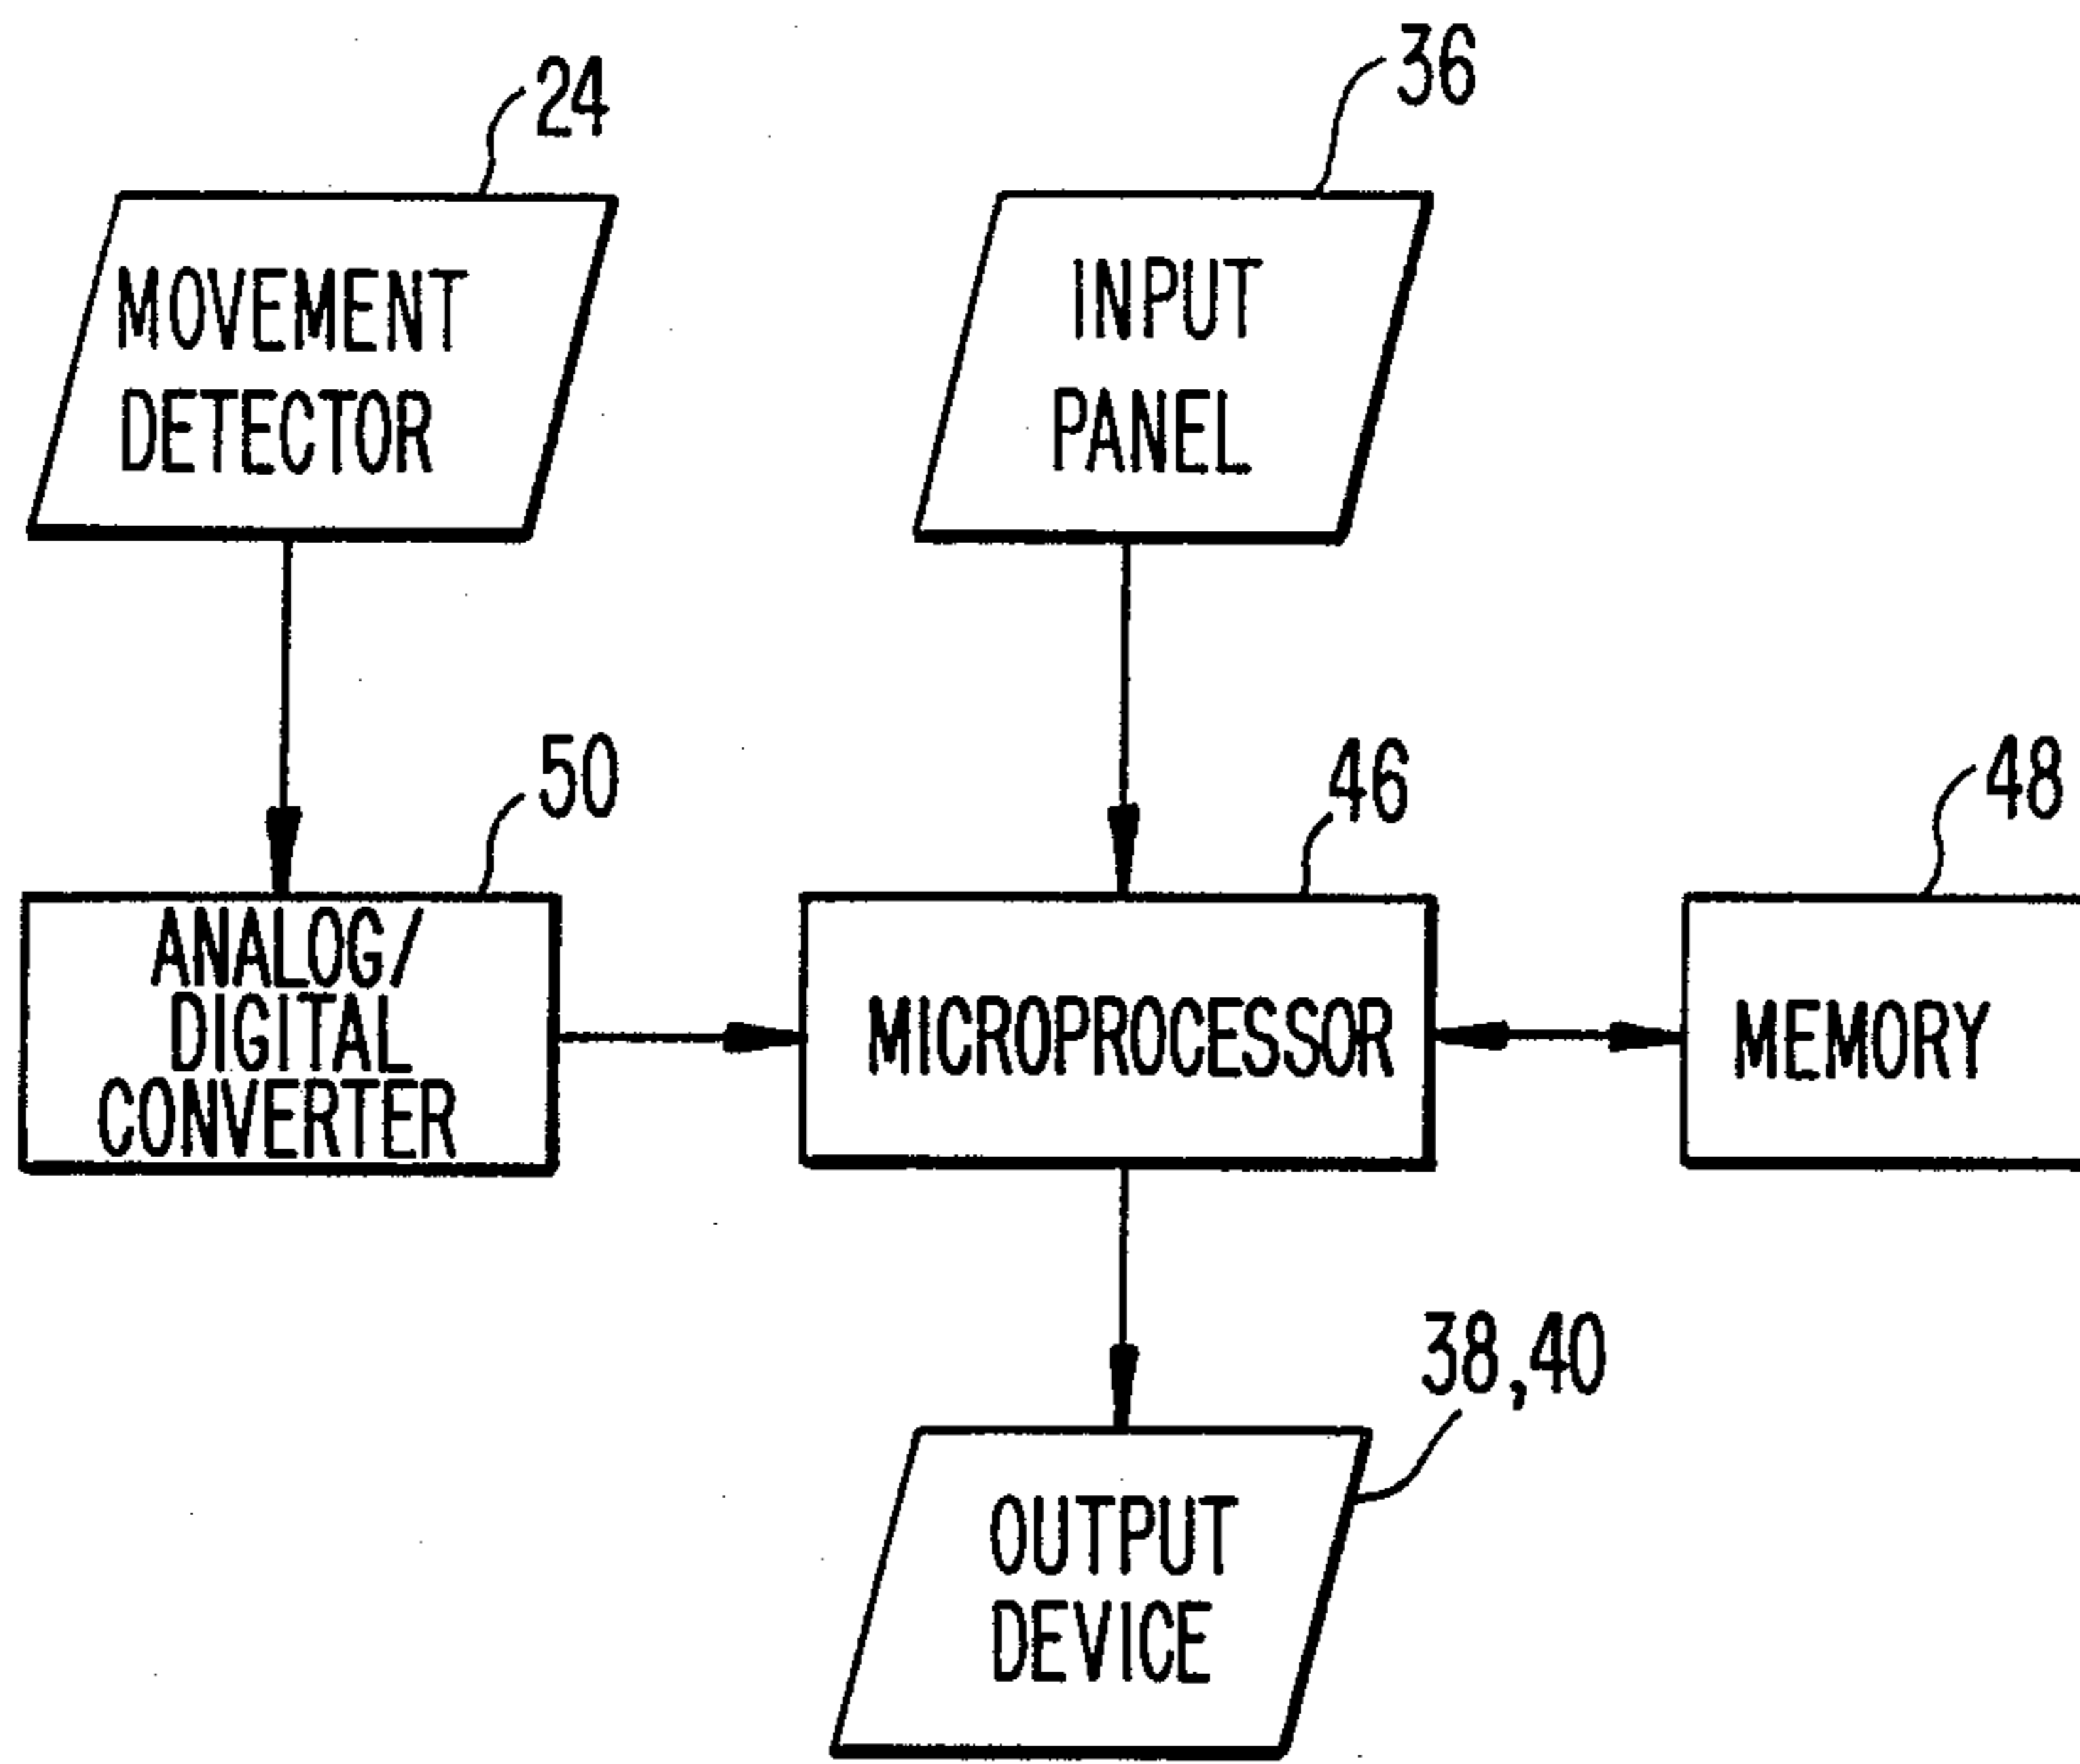 24
36
MOVEMENT
DETECTOR
INPUT
PANEL
50
46
48
ANALOG/
DIGITAL
CONVERTER
MICROPROCESSOR
MEMORY
38,40
OUTPUT
DEVICE